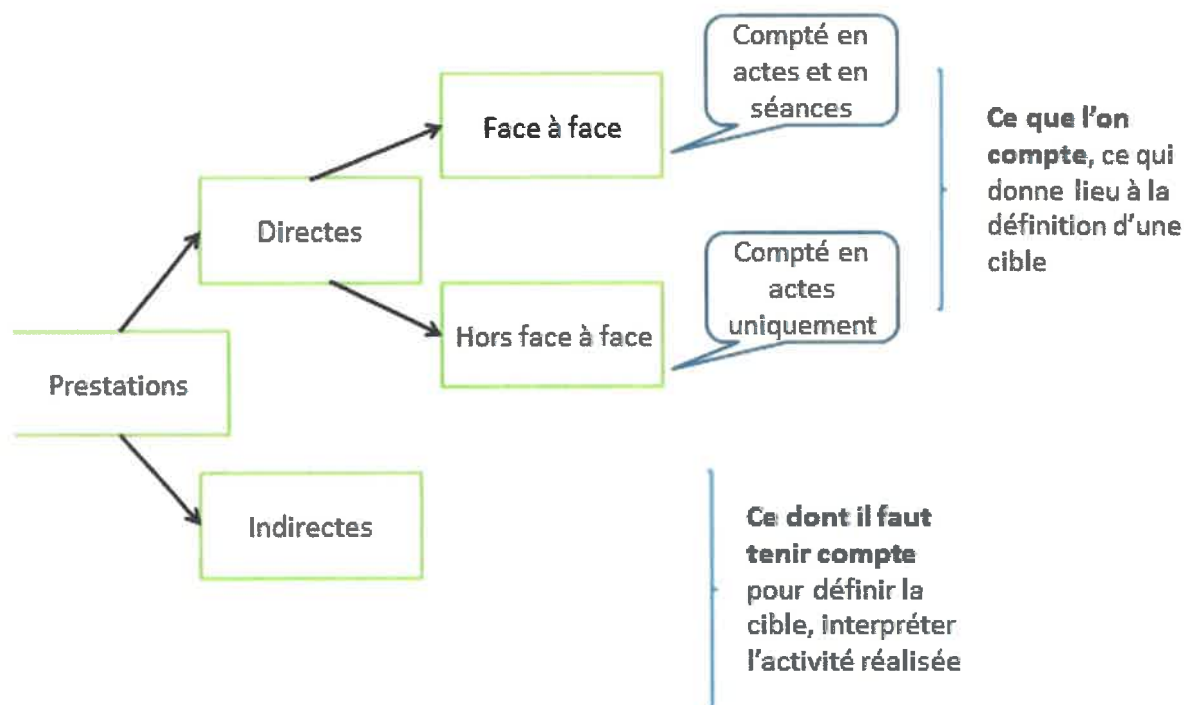 Compté en
actes et en
séances
Face à face
Ce que l'on
compte, ce qui
donne lieu à la
définition d'une
cible
Directes
Compté en
actes
uniquement
Hors face à face
Prestations
Indirectes
Ce dont il faut
tenir compte
pour définir la
cible, interpréter
l'activité réalisée